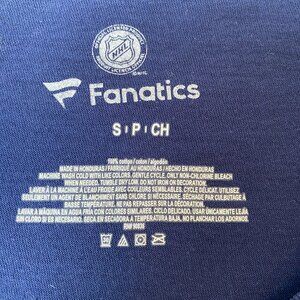 NHL
Fanatics
S · P · CH
100% cotton / coton / algodón
MADE IN HONDURAS / FABRIQUÉ AU HONDURAS / HECHO EN HONDURAS
MACHINE WASH COLD WITH LIKE COLORS, GENTLE CYCLE. ONLY NON-CHLORINE BLEACH
WHEN NEEDED. TUMBLE DRY LOW. DO NOT IRON ON DECORATION.
LAVER À LA MACHINE À L'EAU FROIDE AVEC COULEURS SEMBLABLES, CYCLE DÉLICAT. UTILISEZ
SEULEMENT UN AGENT DE BLANCHIMENT SANS CHLORE SI NÉCESSAIRE. SÉCHAGE PAR CULBUTAGE À
BASSE TEMPÉRATURE. NE PAS REPASSER SUR LA DÉCORATION.
LAVAR A MÁQUINA EN AGUA FRÍA CON COLORES SIMILARES, CICLO DELICADO. USAR ÚNICAMENTE LEJÍA
SIN CLORO SI ES NECESARIO. SECA EN SECADORA A TEMPERATURA BAJA. NO PLANCHAR LOS ADORNOS.